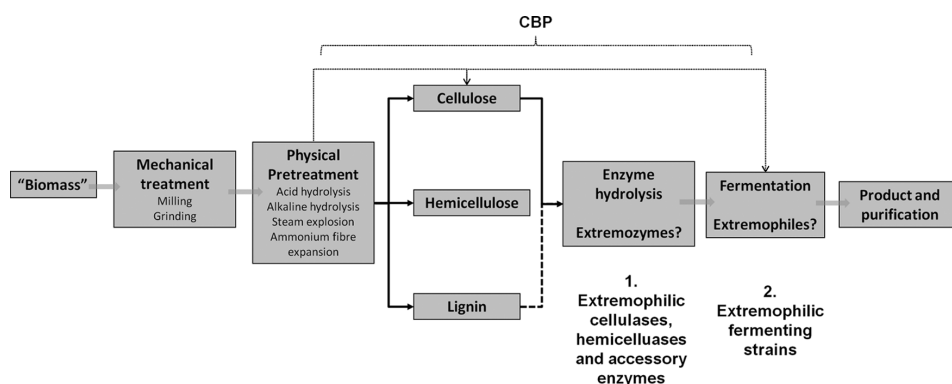 CBP
Cellulose
"Biomass"
Mechanical
treatment
Milling
Grinding
Physical
Pretreatment
Acid hydrolysis
Alkaline hydrolysis
Steam explosion
Ammonium fibre
expansion
Hemicellulose
Lignin
Enzyme
hydrolysis
Extremozymes?
Fermentation
Extremophiles?
Product and
purification
1.
Extremophilic
cellulases,
hemicelluases
and accessory
enzymes
2.
Extremophilic
fermenting
strains